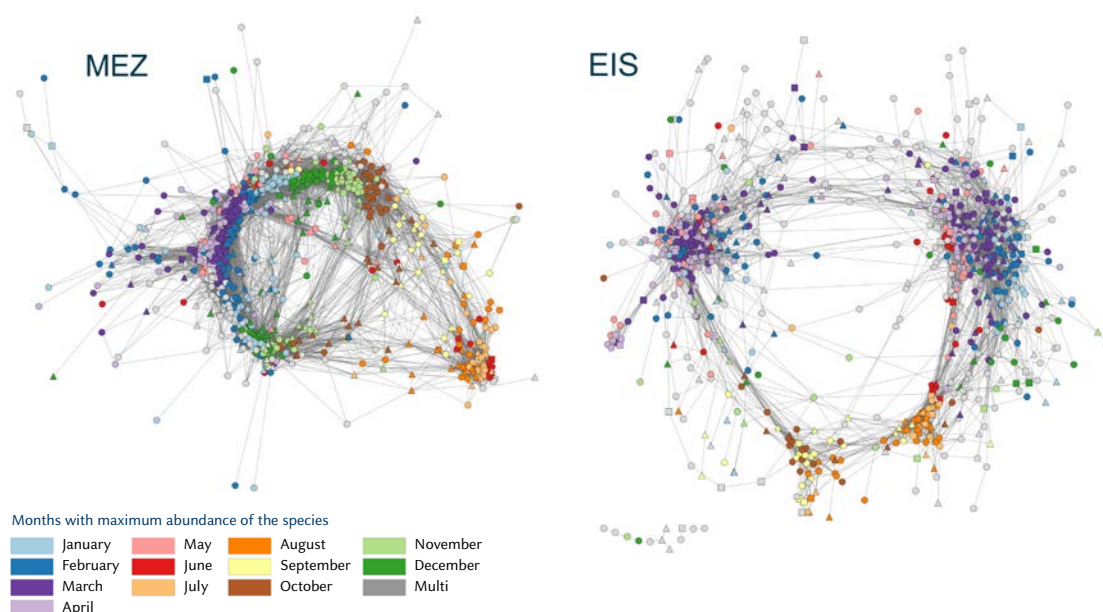 MEZ
EIS
Months with maximum abundance of the species
January
May
August
November
February
June
September
December
March
July
October
Multi
April